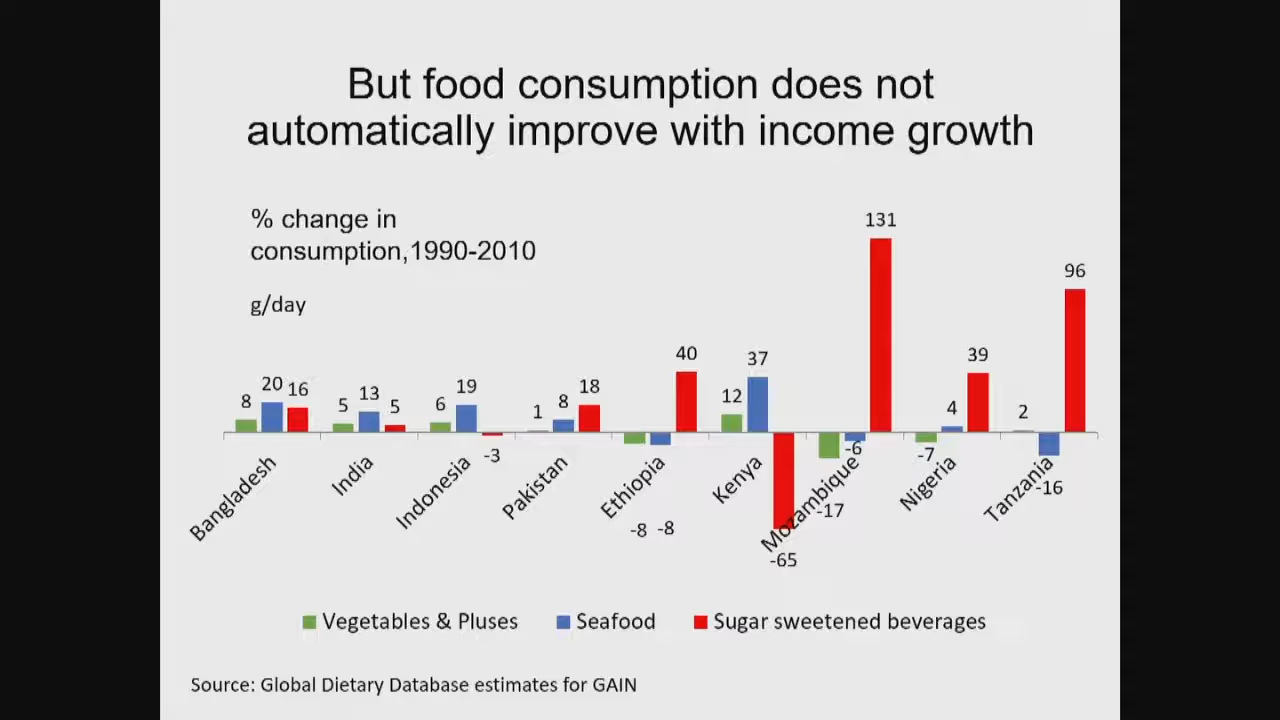 But food consumption does not
automatically improve with income growth
% change in
consumption,1990-2010
g/day
8 20 16
5 13 5
6 19 -3
1 8 18
-8 -8 40
12 37 -65
-17 -6 131
-7 4 39
2 -16 96
Bangladesh
India
Indonesia
Pakistan
Ethiopia
Kenya
Mozambique
Nigeria
Tanzania
Vegetables & Pluses Seafood Sugar sweetened beverages
Source: Global Dietary Database estimates for GAIN